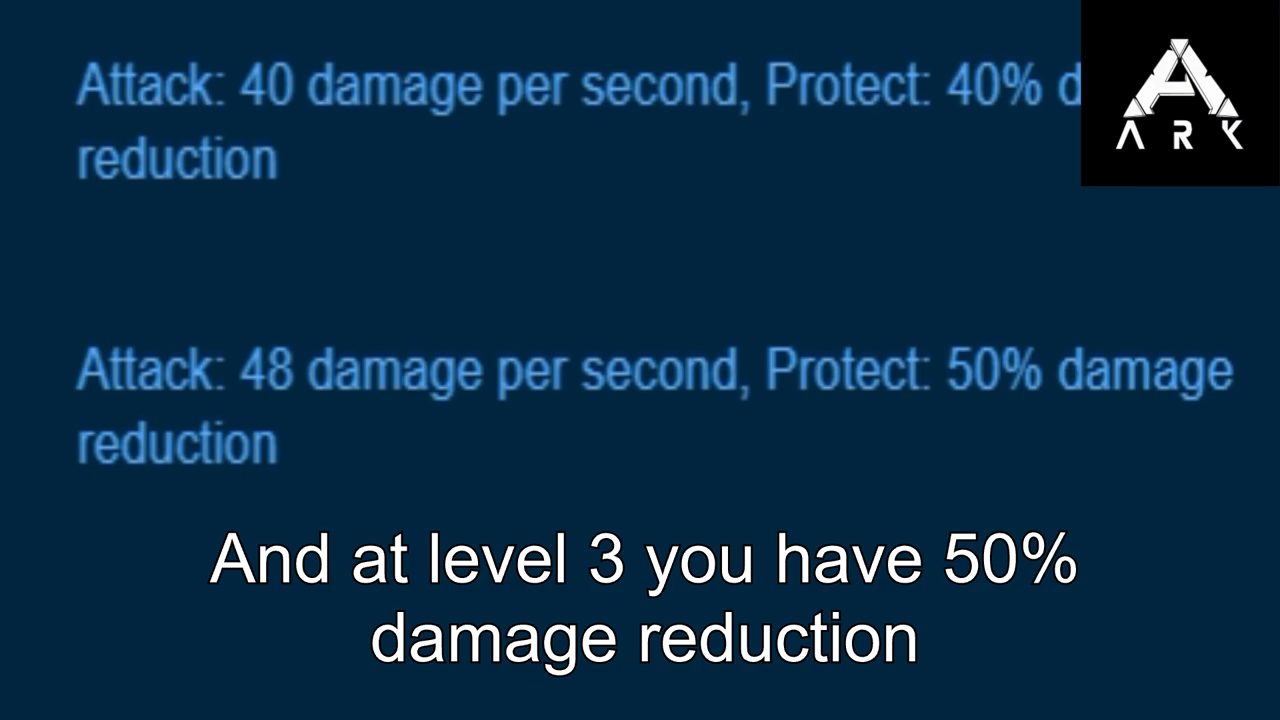 Attack: 40 damage per second, Protect: 40%
reduction
ARK
Attack: 48 damage per second, Protect: 50% damage
reduction
And at level 3 you have 50%
damage reduction